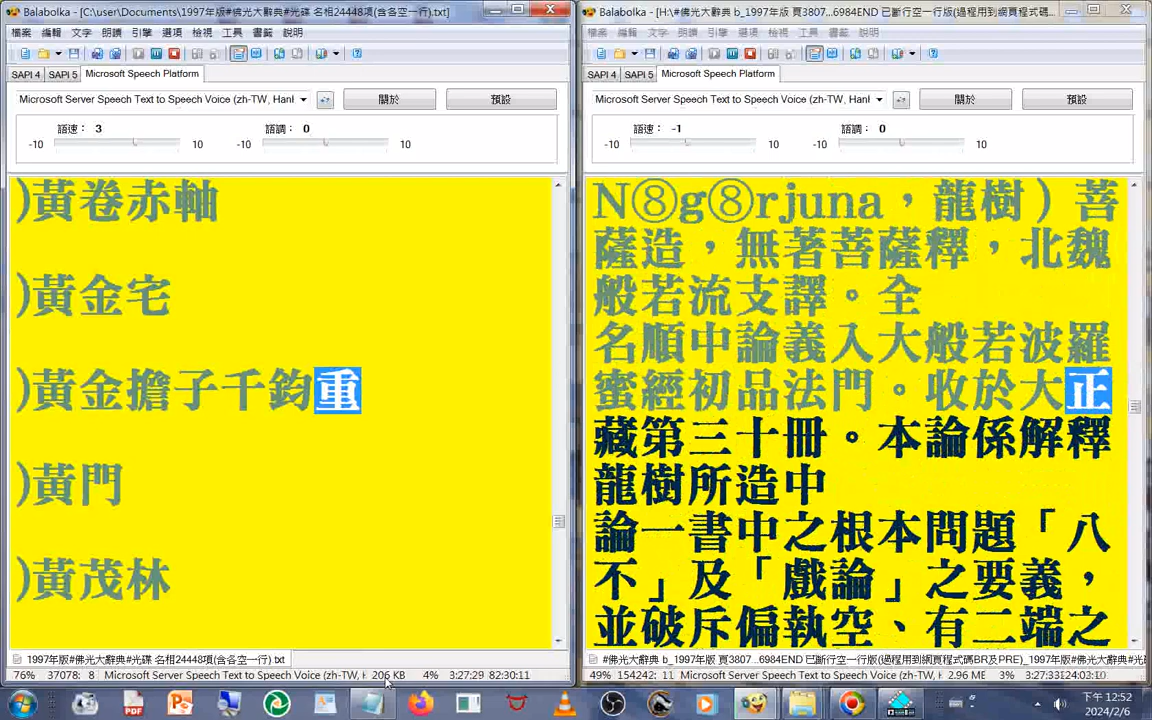 Balabolka - [C:\user\Documents\1997年版#佛光大辭典#光碟 名相24448項(含各空一行).txt]
檔案 編輯 文字 朗讀 引擎 選項 檢視 工具 書籤 說明
SAPI 4 SAPI 5 Microsoft Speech Platform
Microsoft Server Speech Text to Speech Voice (zh-TW, Hanl
關於
預設
語速： 3
語調： 0
-10 10 -10 10
)黃卷赤軸
)黃金宅
)黃金擔子千鈞重
)黃門
)黃茂林
1997年版#佛光大辭典#光碟 名相24448項(含各空一行).txt
76% 37078: 8 Microsoft Server Speech Text to Speech Voice (zh-TW, H 206 KB 4% 3:27:29 82:30:11
Balabolka - [H:\#佛光大辭典 b_1997年版 頁3807...6984END 已斷行空一行版(過程用到網頁程式碼...
檔案 編輯 文字 朗讀 引擎 選項 檢視 工具 書籤 說明
SAPI 4 SAPI 5 Microsoft Speech Platform
Microsoft Server Speech Text to Speech Voice (zh-TW, Hanl
關於
預設
語速： -1
語調： 0
-10 10 -10 10
N⑧g⑧rjuna，龍樹）菩
薩造，無著菩薩釋，北魏
般若流支譯。全
名順中論義入大般若波羅
蜜經初品法門。收於大正
藏第三十冊。本論係解釋
龍樹所造中
論一書中之根本問題「八
不」及「戲論」之要義，
並破斥偏執空、有二端之
#佛光大辭典 b_1997年版 頁3807...6984END 已斷行空一行版(過程用到網頁程式碼BR及PRE)_1997年版#光
49% 154242: 11 Microsoft Server Speech Text to Speech Voice (zh-TW, H 2.96 ME 3% 3:27:33
下午 12:52
2024/2/6